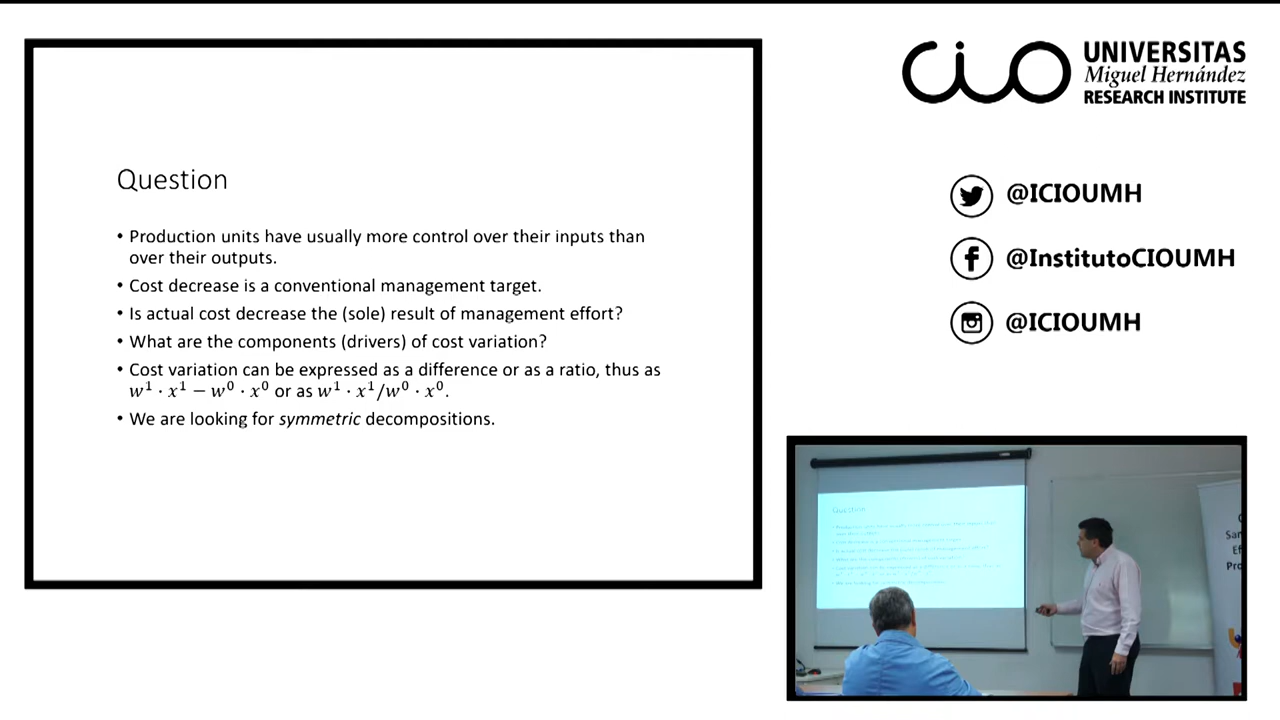 Question
• Production units have usually more control over their inputs than
over their outputs.
• Cost decrease is a conventional management target.
• Is actual cost decrease the (sole) result of management effort?
• What are the components (drivers) of cost variation?
• Cost variation can be expressed as a difference or as a ratio, thus as
w¹ · x¹ − w⁰ · x⁰ or as w¹ · x¹/w⁰ · x⁰.
• We are looking for symmetric decompositions.
cio
UNIVERSITAS
Miguel Hernández
RESEARCH INSTITUTE
@ICIOUMH
@InstitutoCIOUMH
@ICIOUMH
Question